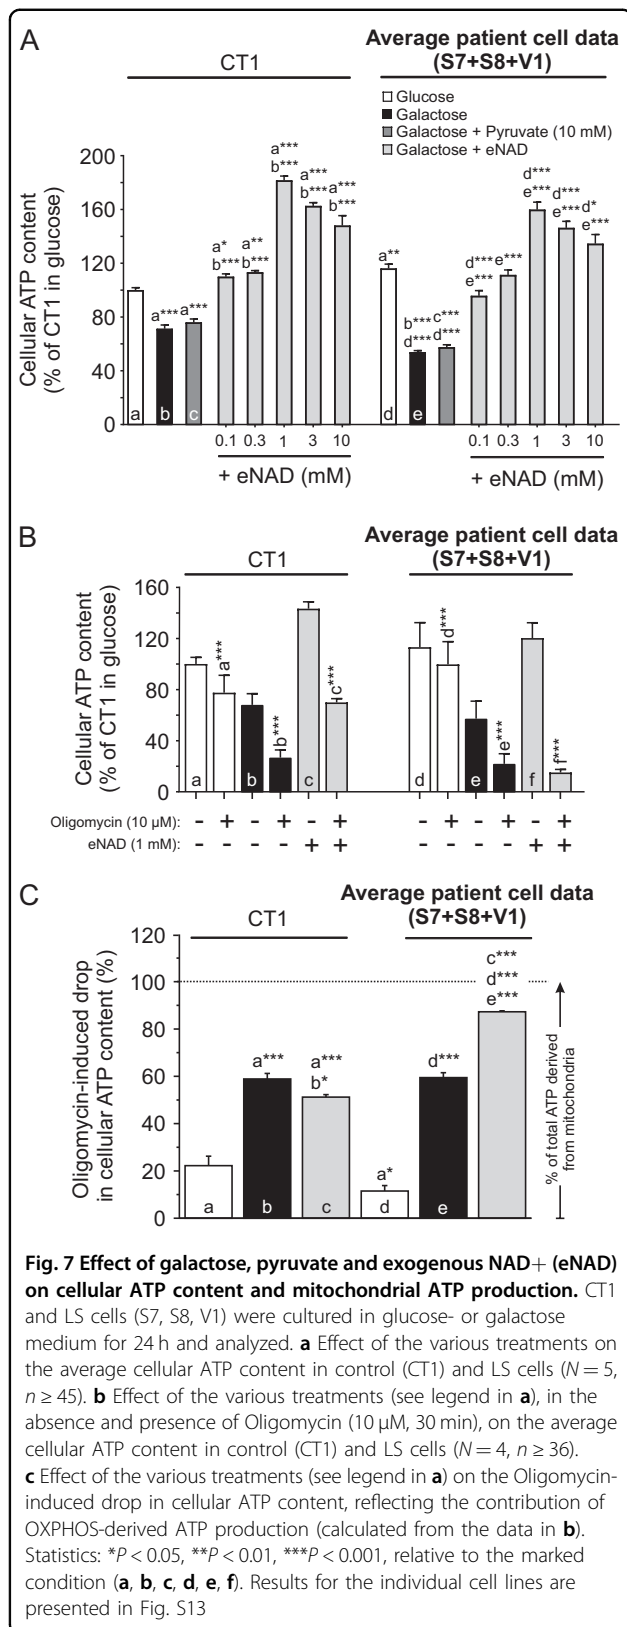 A
CT1
Average patient cell data
(S7+S8+V1)
Glucose
Galactose
Galactose + Pyruvate (10 mM)
Galactose + eNAD
Cellular ATP content
(% of CT1 in glucose)
200
160
120
80
40
0
a***
a***
a*
b***
a**
b***
a***
b***
a***
b***
a***
b***
a**
b***
d***
c***
d***
d***
e***
d***
e***
d***
e***
d***
e***
d*
e***
a
b
c
d
e
0.1
0.3
1
3
10
0.1
0.3
1
3
10
+ eNAD (mM)
+ eNAD (mM)
B
CT1
Average patient cell data
(S7+S8+V1)
Cellular ATP content
(% of CT1 in glucose)
160
120
80
40
0
a***
b***
c***
d***
e***
f***
a
b
c
d
e
f
Oligomycin (10 µM): - + - + - + - + - + - +
eNAD (1 mM): - - - - + + - - - - + +
C
CT1
Average patient cell data
(S7+S8+V1)
Oligomycin-induced drop
in cellular ATP content (%)
120
100
80
60
40
20
0
a***
a***
b*
a*
d***
c***
d***
e***
a
b
c
d
e
% of total ATP derived
from mitochondria
Fig. 7 Effect of galactose, pyruvate and exogenous NAD+ (eNAD)
on cellular ATP content and mitochondrial ATP production. CT1
and LS cells (S7, S8, V1) were cultured in glucose- or galactose
medium for 24 h and analyzed. a Effect of the various treatments on
the average cellular ATP content in control (CT1) and LS cells (N = 5,
n ≥ 45). b Effect of the various treatments (see legend in a), in the
absence and presence of Oligomycin (10 µM, 30 min), on the average
cellular ATP content in control (CT1) and LS cells (N = 4, n ≥ 36).
c Effect of the various treatments (see legend in a) on the Oligomycin-
induced drop in cellular ATP content, reflecting the contribution of
OXPHOS-derived ATP production (calculated from the data in b).
Statistics: *P < 0.05, **P < 0.01, ***P < 0.001, relative to the marked
condition (a, b, c, d, e, f). Results for the individual cell lines are
presented in Fig. S13